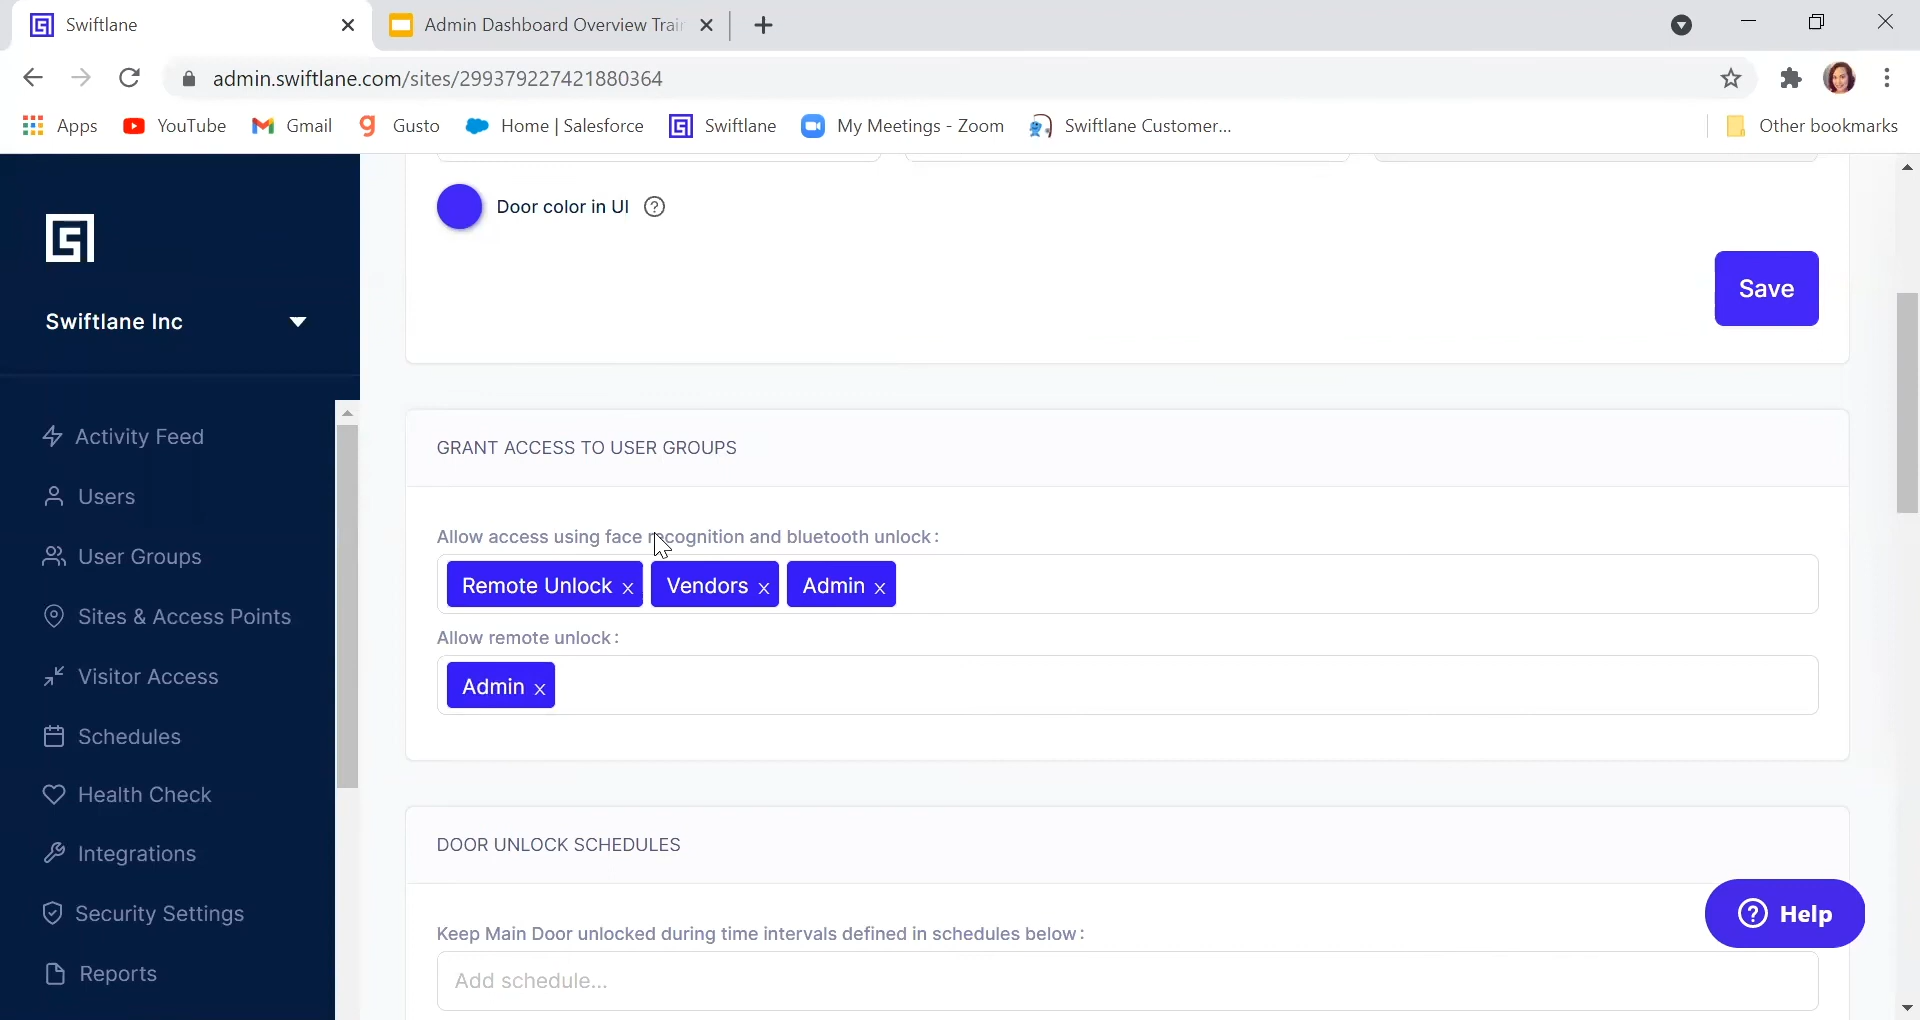 Swiftlane
Admin Dashboard Overview Trai
admin.swiftlane.com/sites/299379227421880364
Apps YouTube Gmail Gusto Home | Salesforce Swiftlane My Meetings - Zoom Swiftlane Customer... Other bookmarks
Swiftlane Inc
Activity Feed
Users
User Groups
Sites & Access Points
Visitor Access
Schedules
Health Check
Integrations
Security Settings
Reports
Door color in UI
Save
GRANT ACCESS TO USER GROUPS
Allow access using face recognition and bluetooth unlock:
Remote Unlock x Vendors x Admin x
Allow remote unlock:
Admin x
DOOR UNLOCK SCHEDULES
Keep Main Door unlocked during time intervals defined in schedules below:
Add schedule...
Help